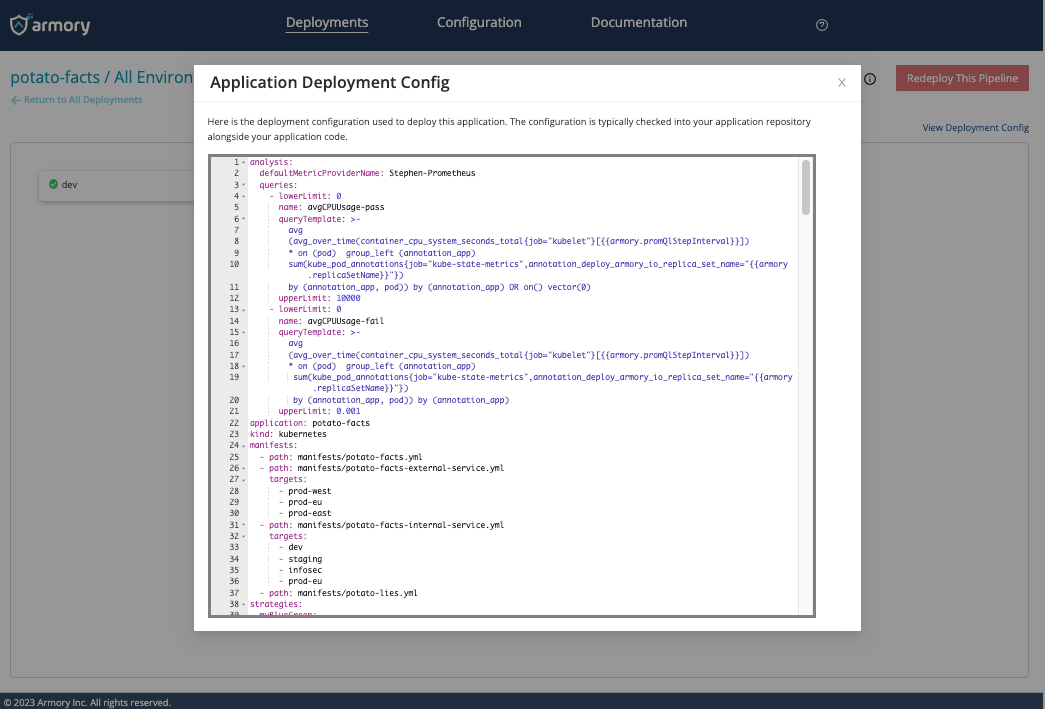 armory
Deployments
Configuration
Documentation
potato-facts / All Environ
Return to All Deployments
Redeploy This Pipeline
View Deployment Config
dev
Application Deployment Config
X
Here is the deployment configuration used to deploy this application. The configuration is typically checked into your application repository
alongside your application code.
1 analysis:
2 defaultMetricProviderName: Stephen-Prometheus
3 queries:
4 - lowerLimit: 0
5 name: avgCPUUsage-pass
6 queryTemplate: >-
7 avg
8 (avg_over_time(container_cpu_system_seconds_total{job="kubelet"}[{{armory.promQlStepInterval}}])
9 * on (pod)  group_left (annotation_app)
10 sum(kube_pod_annotations{job="kube-state-metrics",annotation_deploy_armory_io_replica_set_name="{{armory
.replicaSetName}}"})
11 by (annotation_app, pod)) by (annotation_app) OR on() vector(0)
12 upperLimit: 10000
13 - lowerLimit: 0
14 name: avgCPUUsage-fail
15 queryTemplate: >-
16 avg
17 (avg_over_time(container_cpu_system_seconds_total{job="kubelet"}[{{armory.promQlStepInterval}}])
18 * on (pod)  group_left (annotation_app)
19 sum(kube_pod_annotations{job="kube-state-metrics",annotation_deploy_armory_io_replica_set_name="{{armory
.replicaSetName}}"})
20 by (annotation_app, pod)) by (annotation_app)
21 upperLimit: 0.001
22 application: potato-facts
23 kind: kubernetes
24 manifests:
25 - path: manifests/potato-facts.yml
26 - path: manifests/potato-facts-external-service.yml
27 targets:
28 - prod-west
29 - prod-eu
30 - prod-east
31 - path: manifests/potato-facts-internal-service.yml
32 targets:
33 - dev
34 - staging
35 - infosec
36 - prod-eu
37 - path: manifests/potato-lies.yml
38 strategies:
39 myBlueGreen:
© 2023 Armory Inc. All rights reserved.